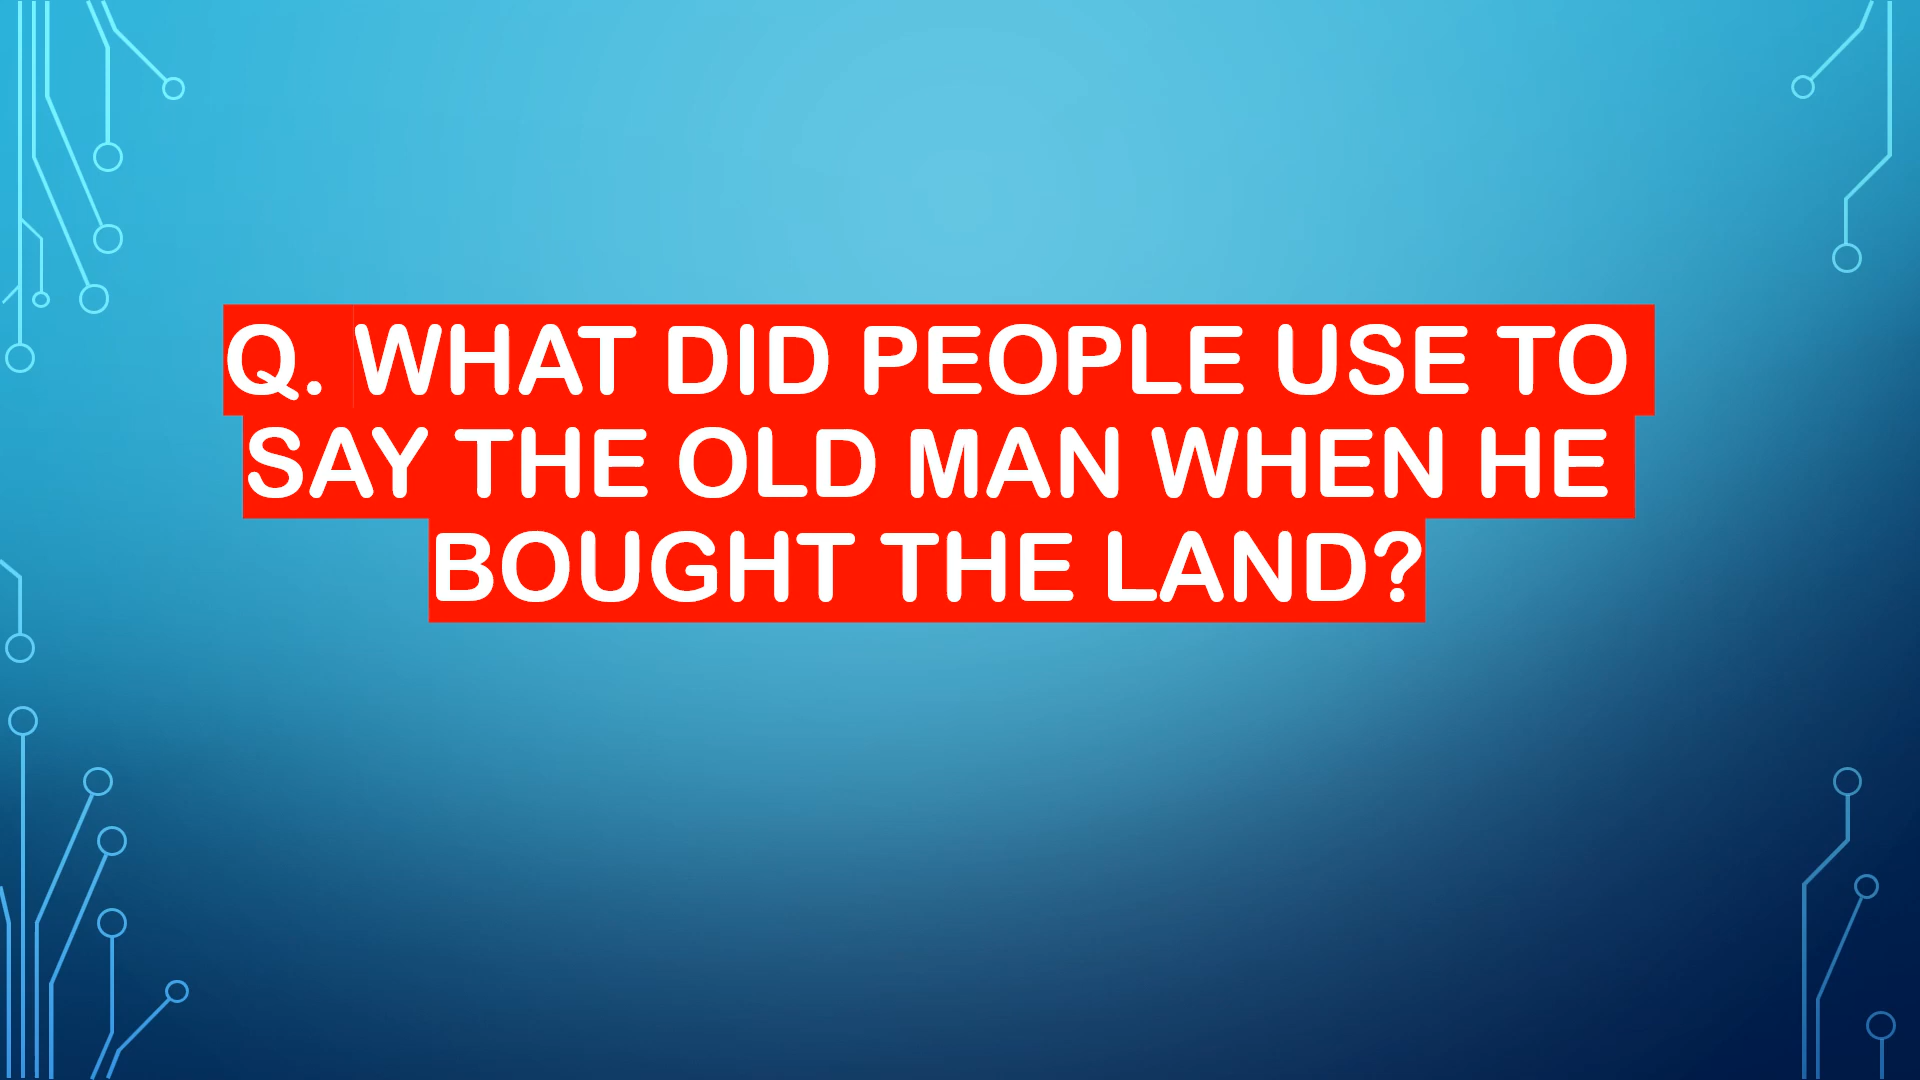 Q. WHAT DID PEOPLE USE TO
SAY THE OLD MAN WHEN HE
BOUGHT THE LAND?